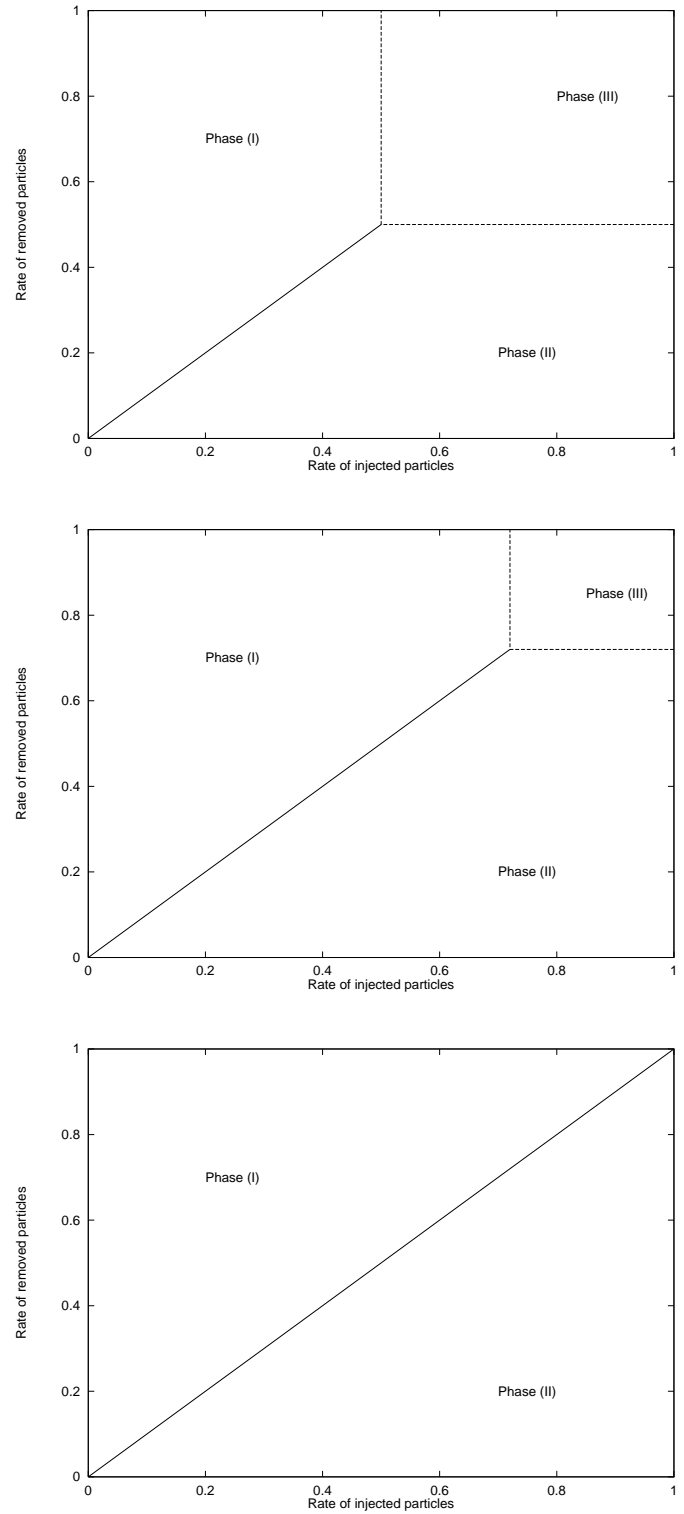 1
0.8
0.6
0.4
0.2
0
Rate of removed particles
Phase (I)
Phase (III)
Phase (II)
0
0.2
0.4
0.6
0.8
1
Rate of injected particles
1
0.8
0.6
0.4
0.2
0
Rate of removed particles
Phase (III)
Phase (I)
Phase (II)
0
0.2
0.4
0.6
0.8
1
Rate of injected particles
1
0.8
0.6
0.4
0.2
0
Rate of removed particles
Phase (I)
Phase (II)
0
0.2
0.4
0.6
0.8
1
Rate of injected particles